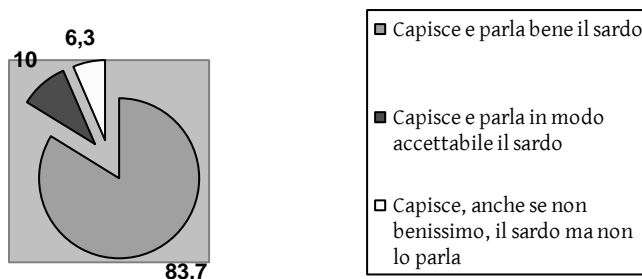 6,3
10
83.7
Capisce e parla bene il sardo
Capisce e parla in modo
accettabile il sardo
Capisce, anche se non
benissimo, il sardo ma non
lo parla